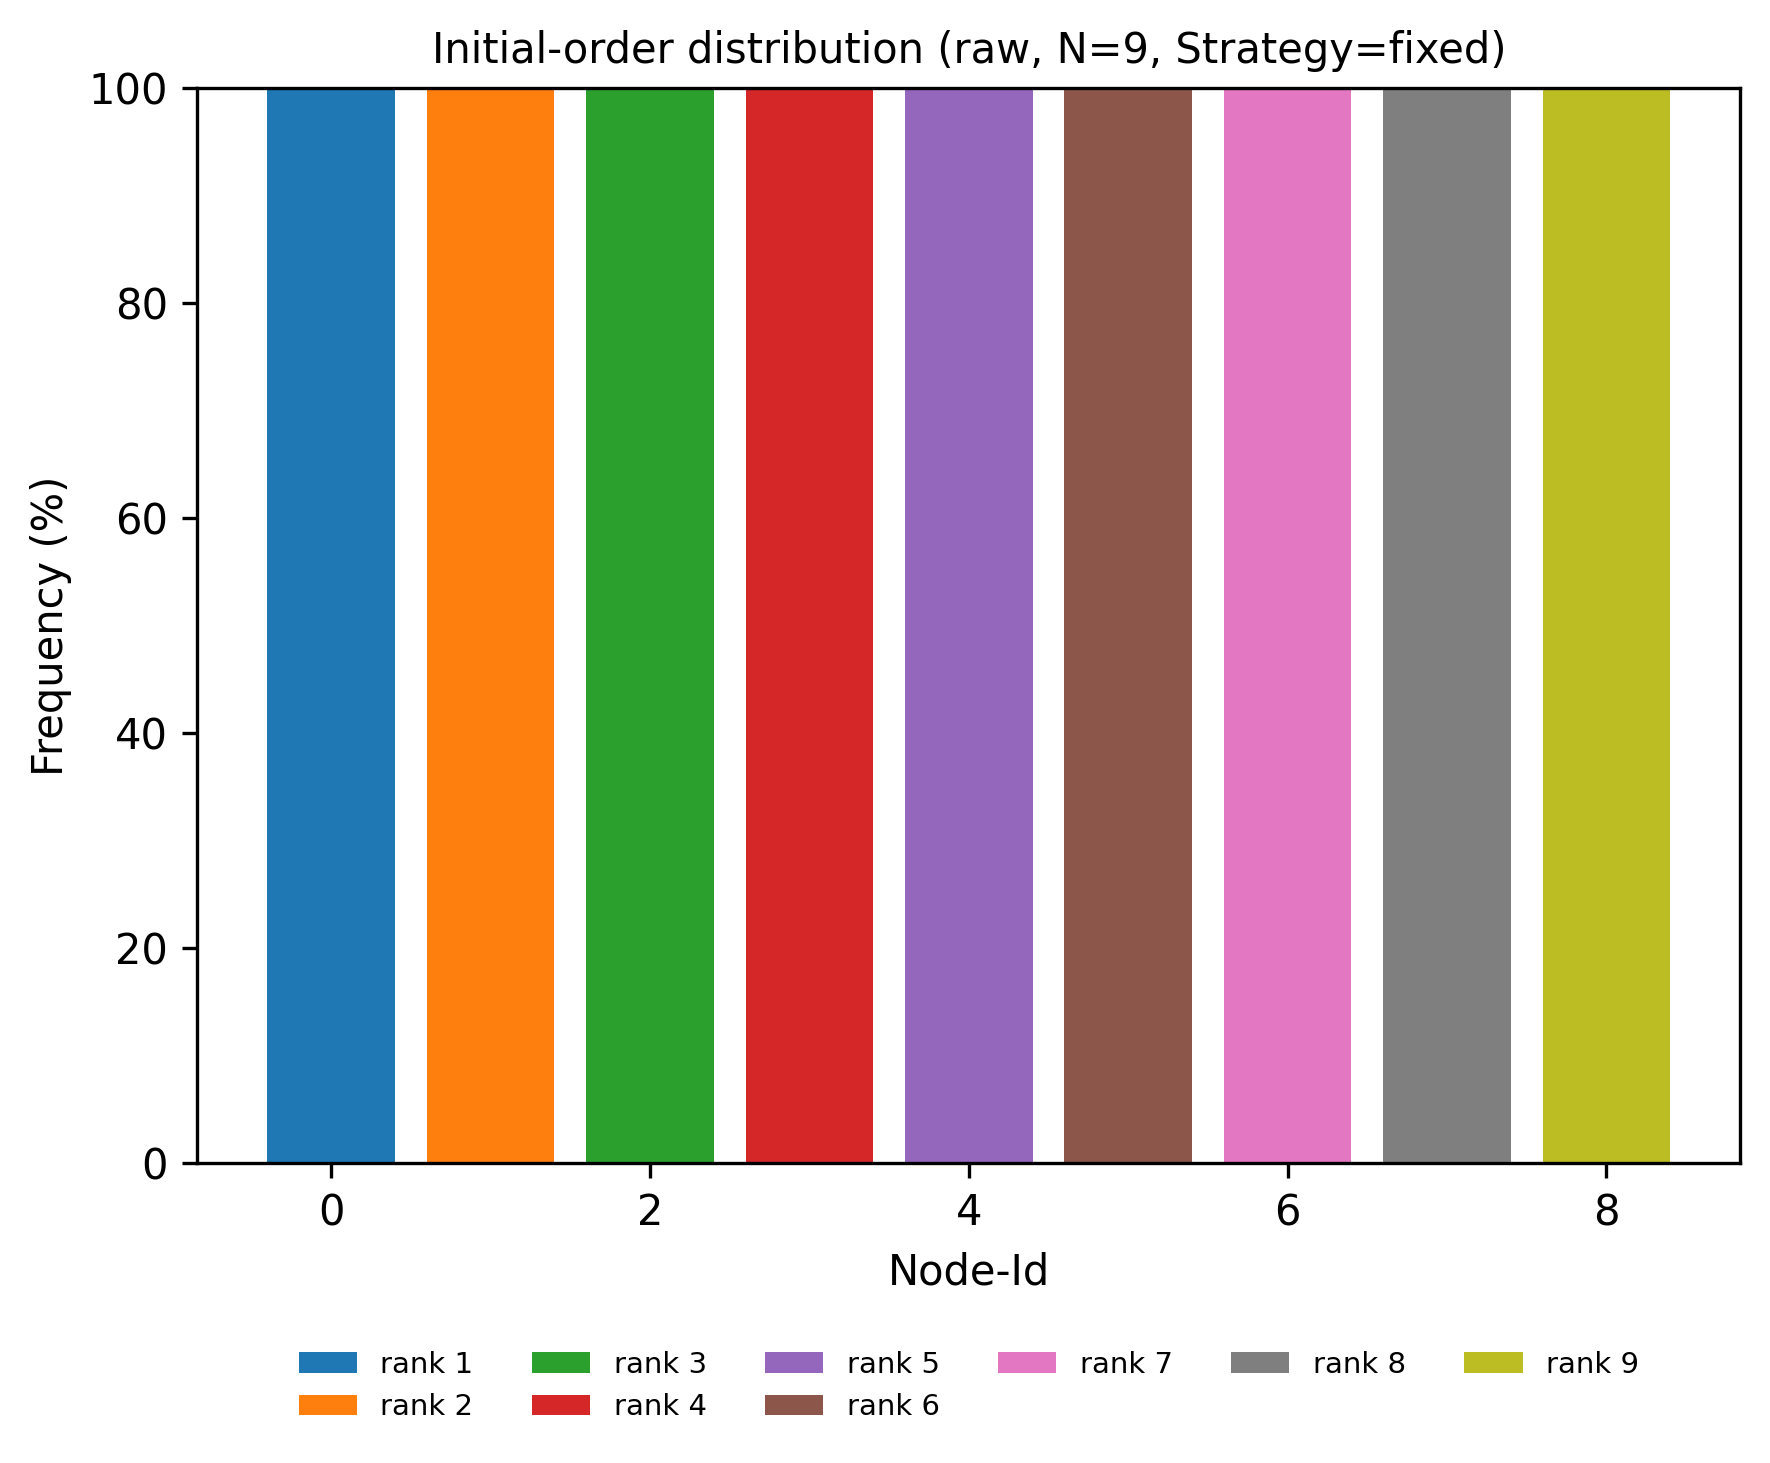 Initial-order distribution (raw, N=9, Strategy=fixed)
100
80
60
40
20
0
Frequency (%)
0 2 4 6 8
Node-Id
rank 1 rank 3 rank 5 rank 7 rank 8 rank 9
rank 2 rank 4 rank 6